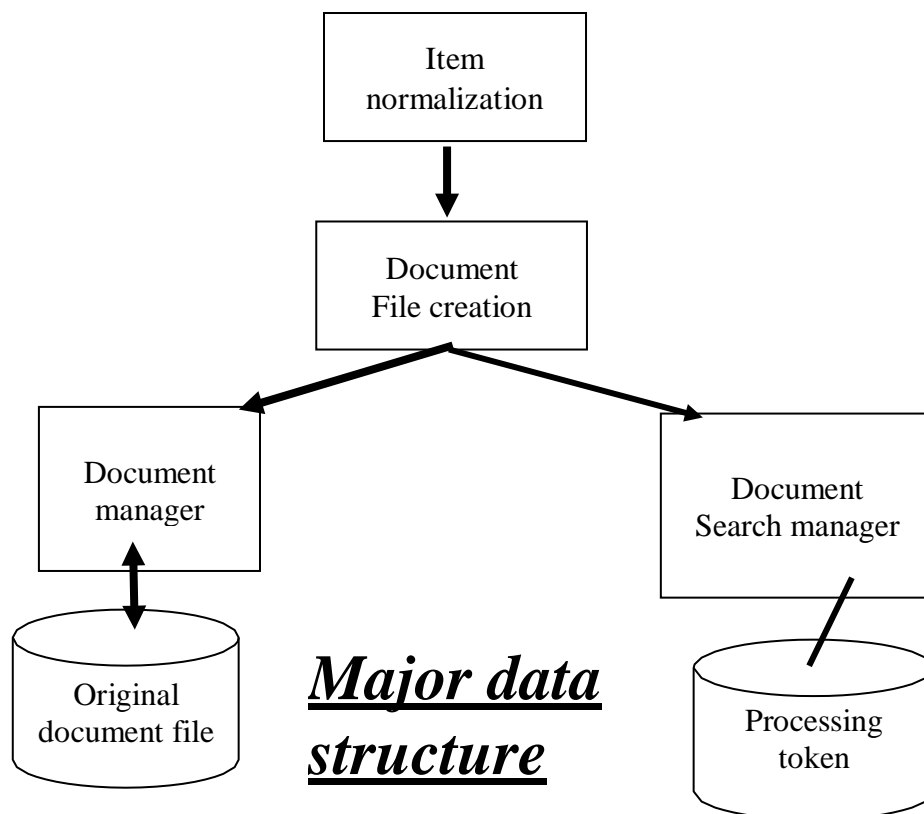 Item
normalization
Document
File creation
Document
manager
Document
Search manager
Original
document file
Major data
structure
Processing
token